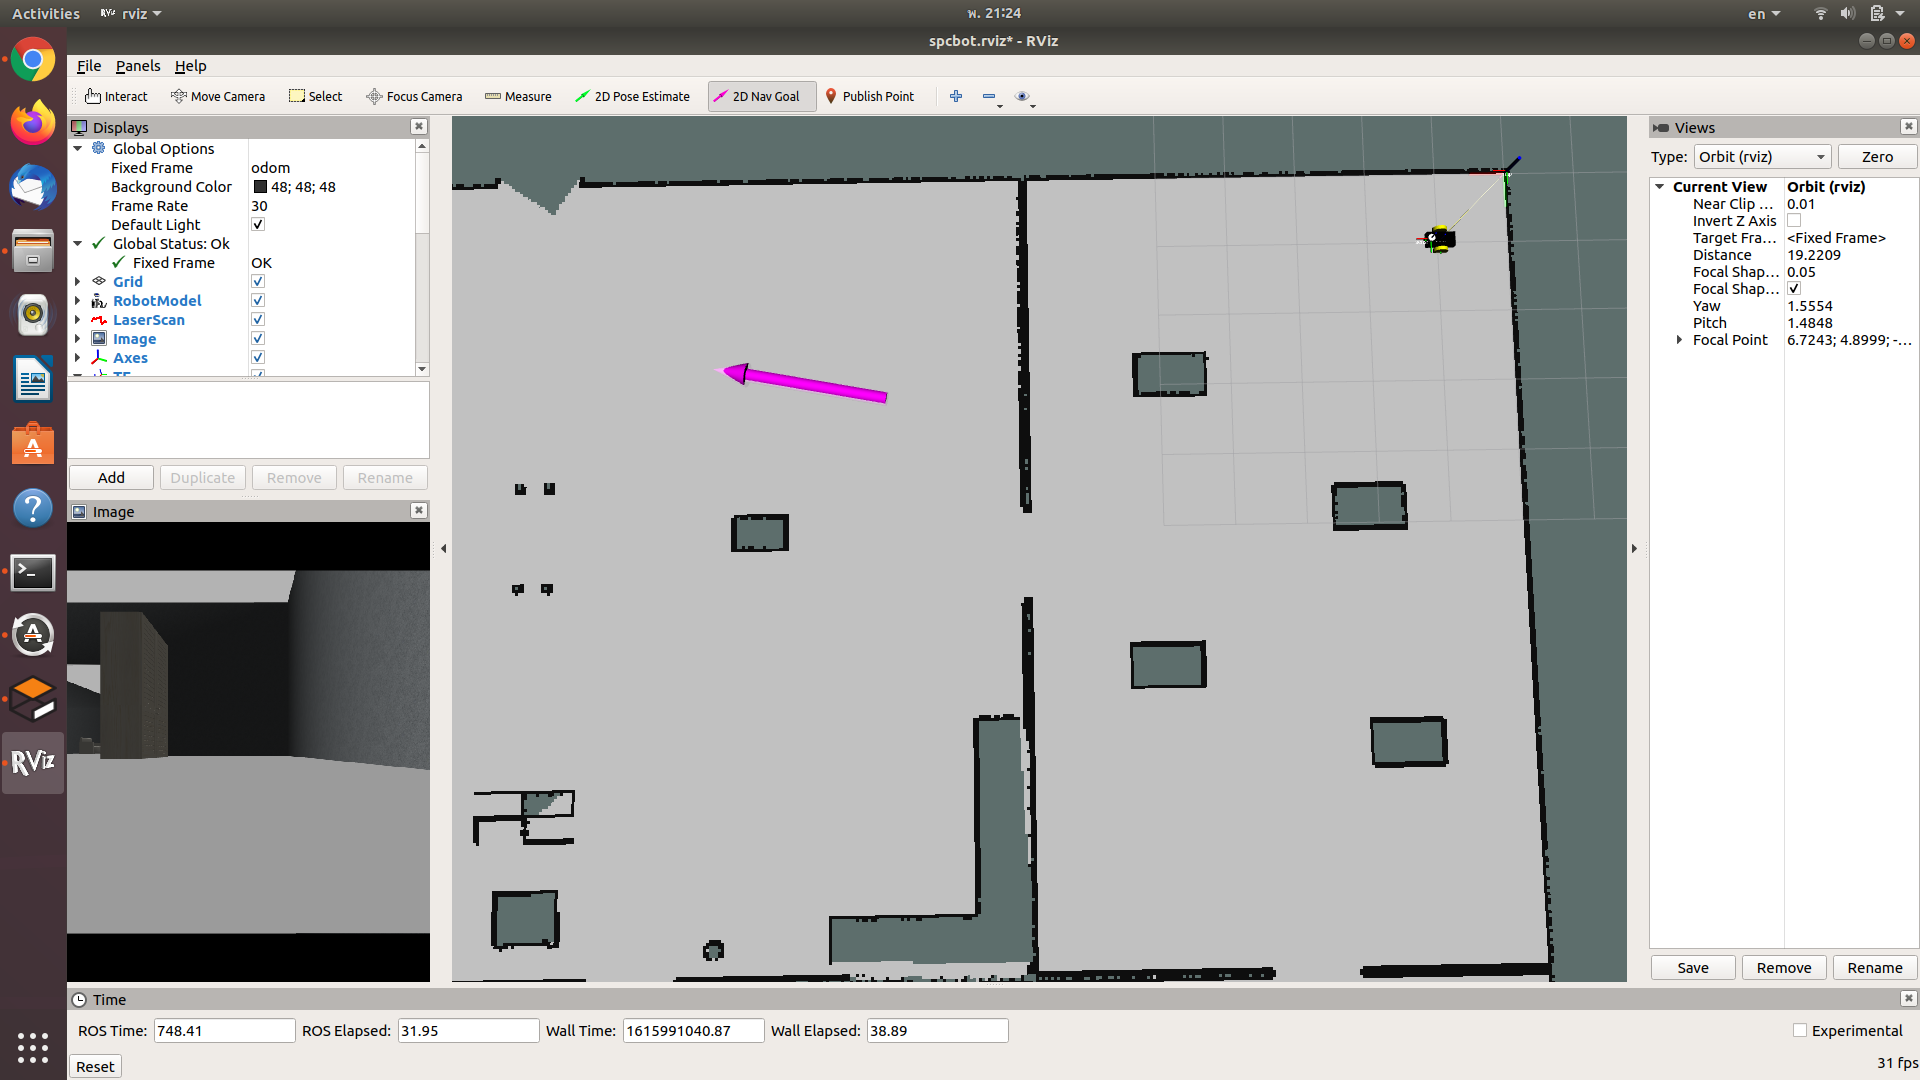 Activities
RViz rviz
พ. 21:24
en
spcbot.rviz* - RViz
File Panels Help
Interact Move Camera Select Focus Camera Measure 2D Pose Estimate 2D Nav Goal Publish Point
Displays
Global Options
Fixed Frame odom
Background Color 48; 48; 48
Frame Rate 30
Default Light
Global Status: Ok
Fixed Frame OK
Grid
RobotModel
LaserScan
Image
Axes
Add Duplicate Remove Rename
Image
RViz
Views
Type: Orbit (rviz) Zero
Current View Orbit (rviz)
Near Clip ... 0.01
Invert Z Axis
Target Fra... <Fixed Frame>
Distance 19.2209
Focal Shap... 0.05
Focal Shap...
Yaw 1.5554
Pitch 1.4848
Focal Point 6.7243; 4.8999; -...
Save Remove Rename
Time
ROS Time: 748.41 ROS Elapsed: 31.95 Wall Time: 1615991040.87 Wall Elapsed: 38.89 Experimental
Reset
31 fps